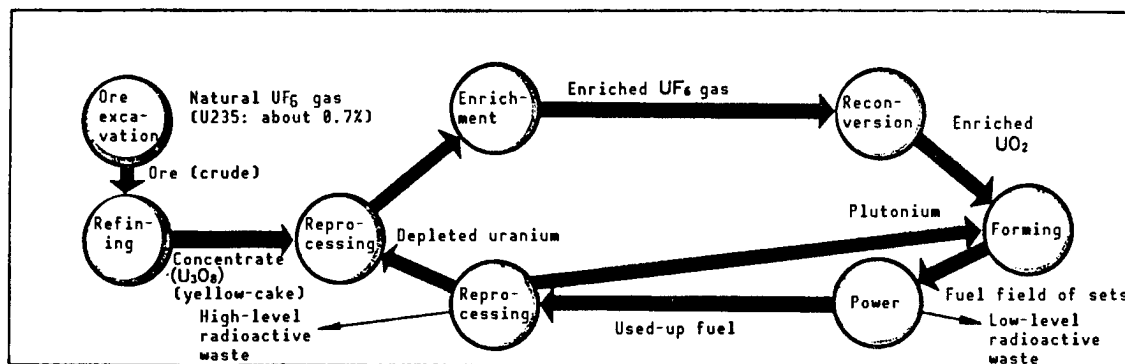 Ore
exca-
vation
Natural UF6 gas
(U235: about 0.7%)
Enrich-
ment
Enriched UF6 gas
Recon-
version
Enriched
UO2
Ore (crude)
Refin-
ing
Concentrate
(U3O8)
(yellow-cake)
Repro-
cessing
Depleted uranium
Plutonium
Forming
High-level
radioactive
waste
Repro-
cessing
Used-up fuel
Power
Fuel field of sets
Low-level
radioactive
waste